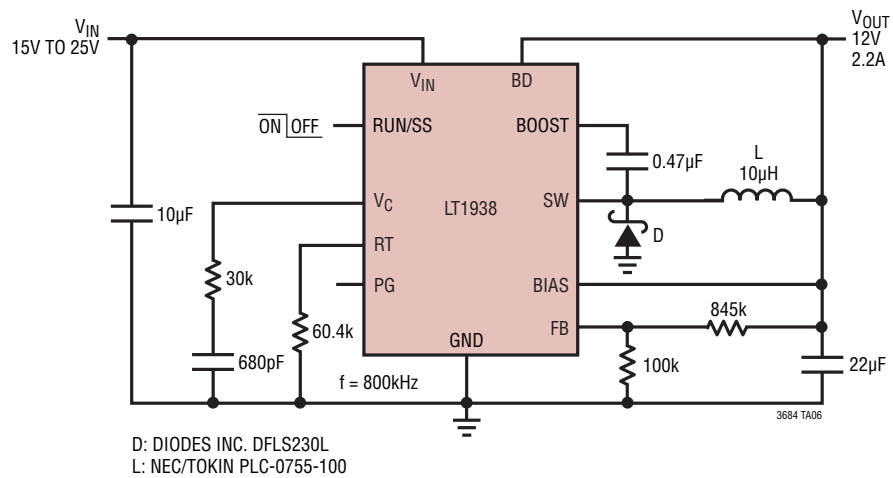 VIN
15V TO 25V
VOUT
12V
2.2A
VIN
BD
ON OFF
RUN/SS
BOOST
0.47µF
L
10µH
10µF
VC
LT1938
SW
D
RT
30k
PG
BIAS
60.4k
FB
845k
GND
680pF
f = 800kHz
100k
22µF
3684 TA06
D: DIODES INC. DFLS230L
L: NEC/TOKIN PLC-0755-100